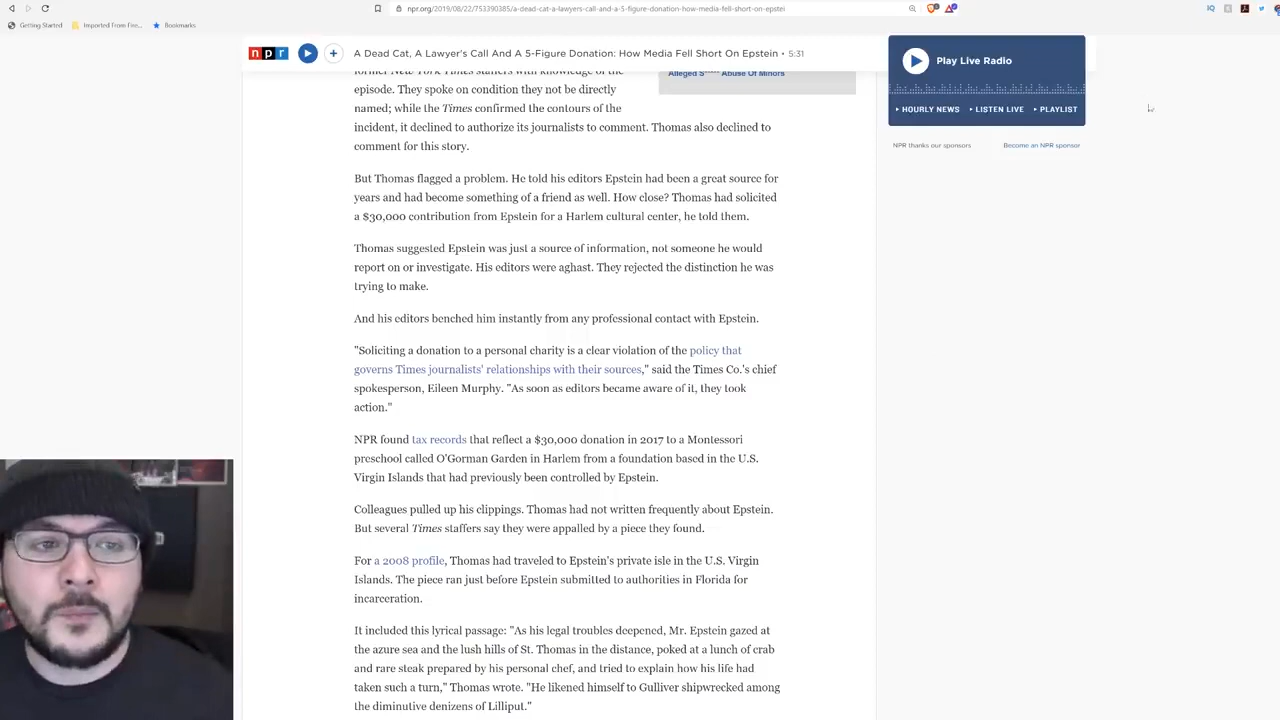 npr.org/2019/08/22/753390385/a-dead-cat-a-lawyers-call-and-a-5-figure-donation-how-media-fell-short-on-epstei
Getting Started
Imported From Fire...
Bookmarks
npr
A Dead Cat, A Lawyer's Call And A 5-Figure Donation: How Media Fell Short On Epstein • 5:31
Play Live Radio
HOURLY NEWS
LISTEN LIVE
PLAYLIST
NPR thanks our sponsors
Become an NPR sponsor
Alleged S**** Abuse Of Minors
former New York Times staffers with knowledge of the
episode. They spoke on condition they not be directly
named; while the Times confirmed the contours of the
incident, it declined to authorize its journalists to comment. Thomas also declined to
comment for this story.
But Thomas flagged a problem. He told his editors Epstein had been a great source for
years and had become something of a friend as well. How close? Thomas had solicited
a $30,000 contribution from Epstein for a Harlem cultural center, he told them.
Thomas suggested Epstein was just a source of information, not someone he would
report on or investigate. His editors were aghast. They rejected the distinction he was
trying to make.
And his editors benched him instantly from any professional contact with Epstein.
"Soliciting a donation to a personal charity is a clear violation of the policy that
governs Times journalists' relationships with their sources," said the Times Co.'s chief
spokesperson, Eileen Murphy. "As soon as editors became aware of it, they took
action."
NPR found tax records that reflect a $30,000 donation in 2017 to a Montessori
preschool called O'Gorman Garden in Harlem from a foundation based in the U.S.
Virgin Islands that had previously been controlled by Epstein.
Colleagues pulled up his clippings. Thomas had not written frequently about Epstein.
But several Times staffers say they were appalled by a piece they found.
For a 2008 profile, Thomas had traveled to Epstein's private isle in the U.S. Virgin
Islands. The piece ran just before Epstein submitted to authorities in Florida for
incarceration.
It included this lyrical passage: "As his legal troubles deepened, Mr. Epstein gazed at
the azure sea and the lush hills of St. Thomas in the distance, poked at a lunch of crab
and rare steak prepared by his personal chef, and tried to explain how his life had
taken such a turn," Thomas wrote. "He likened himself to Gulliver shipwrecked among
the diminutive denizens of Lilliput."